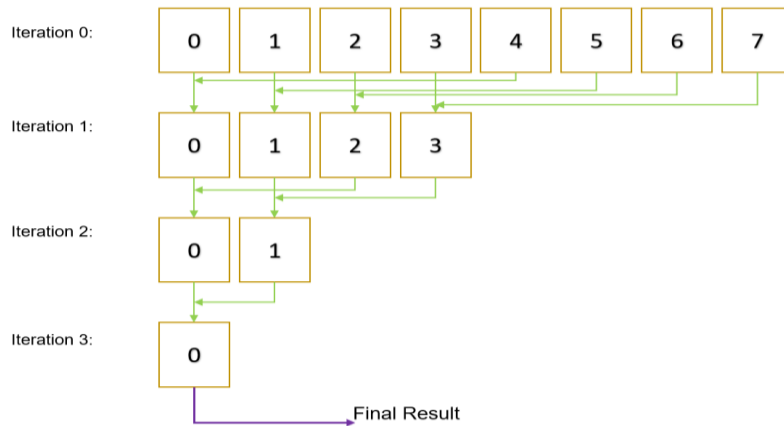 Iteration 0: 0 1 2 3 4 5 6 7
Iteration 1: 0 1 2 3
Iteration 2: 0 1
Iteration 3: 0
Final Result